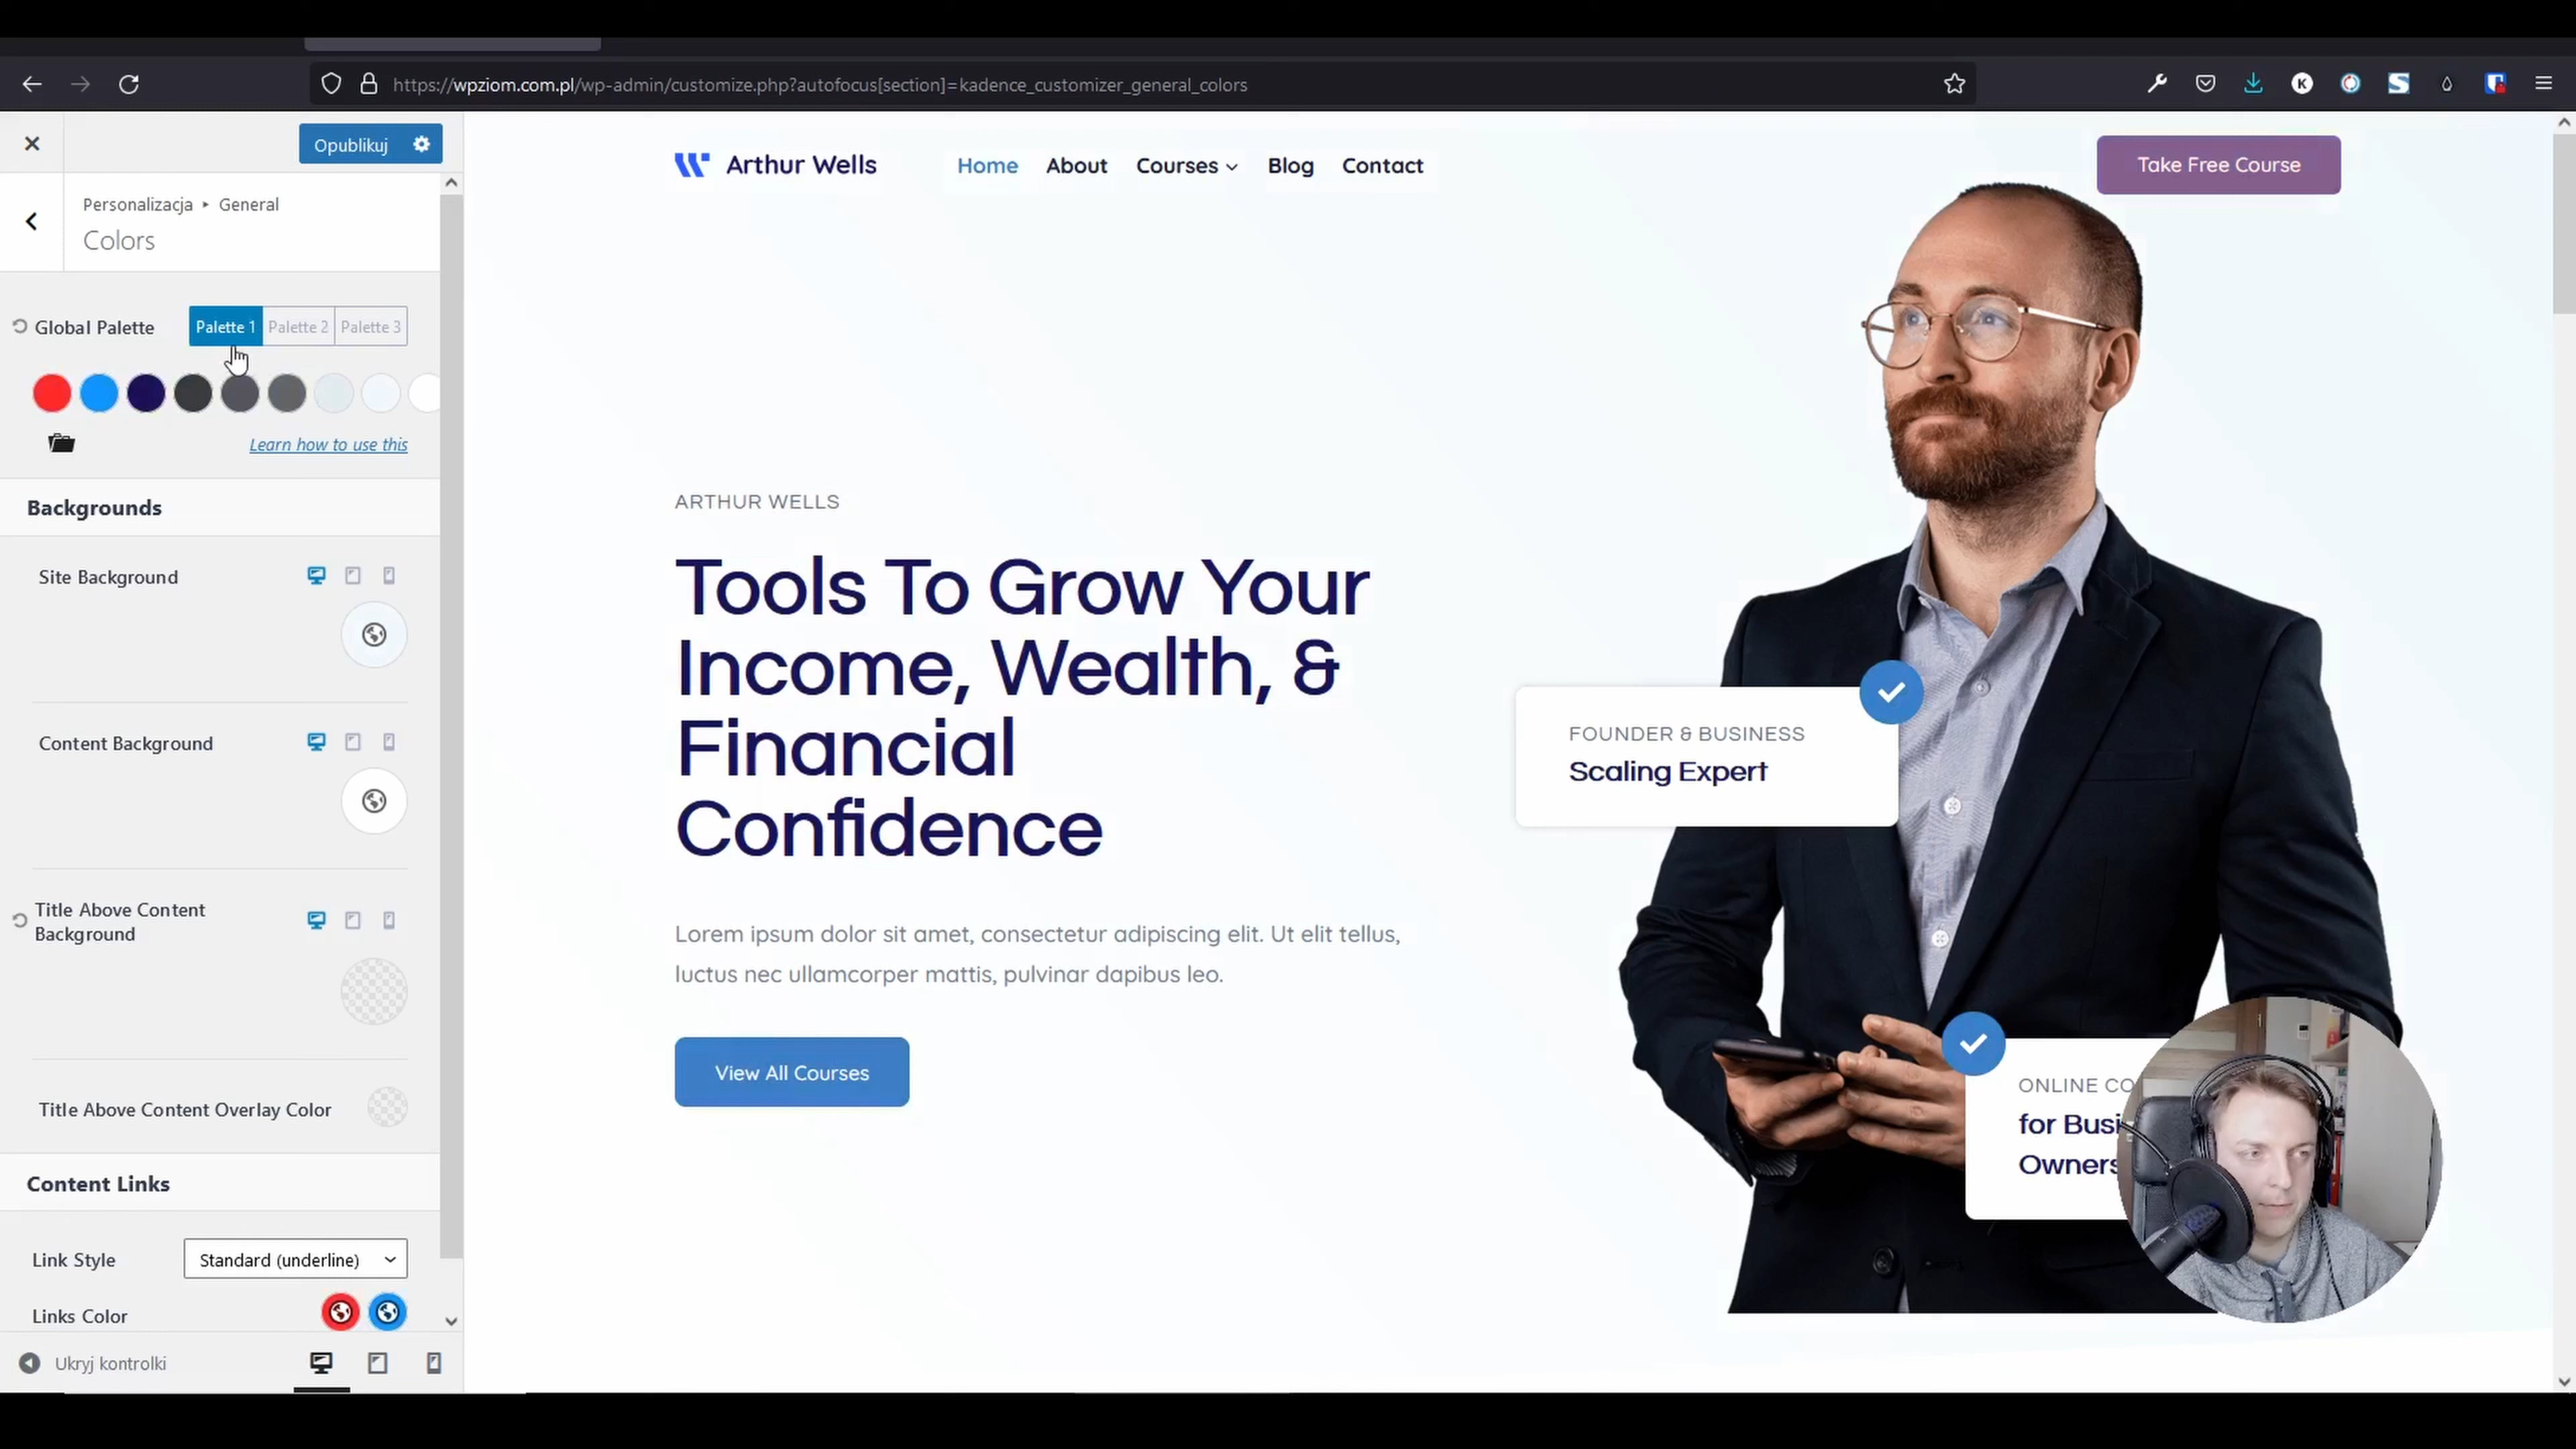 https://wpziom.com.pl/wp-admin/customize.php?autofocus[section]=kadence_customizer_general_colors
Opublikuj
Personalizacja ▸ General
Colors
Global Palette
Palette 1
Palette 2
Palette 3
Learn how to use this
Backgrounds
Site Background
Content Background
Title Above Content
Background
Title Above Content Overlay Color
Content Links
Link Style
Standard (underline)
Links Color
Ukryj kontrolki
Arthur Wells
Home
About
Courses
Blog
Contact
Take Free Course
ARTHUR WELLS
Tools To Grow Your
Income, Wealth, &
Financial
Confidence
Lorem ipsum dolor sit amet, consectetur adipiscing elit. Ut elit tellus,
luctus nec ullamcorper mattis, pulvinar dapibus leo.
View All Courses
FOUNDER & BUSINESS
Scaling Expert
ONLINE CO
for Busi
Owners